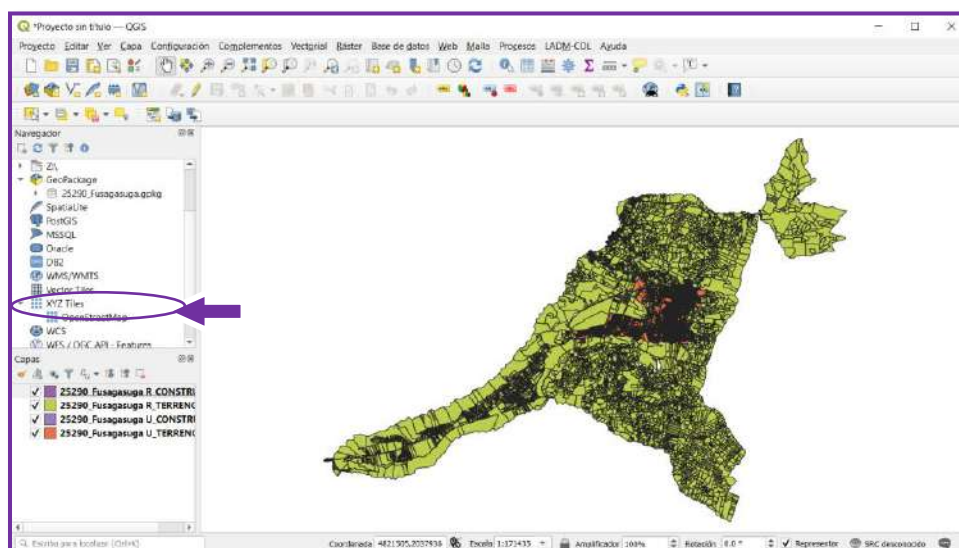 *Proyecto sin título — QGIS
Proyecto Editar Ver Capa Configuración Complementos Vectorial Ráster Base de datos Web Malla Procesos LADM-COL Ayuda
Navegador
Z:\
GeoPackage
25290_Fusagasuga.gpkg
SpatiaLite
PostGIS
MSSQL
Oracle
DB2
WMS/WMTS
Vector Tiles
XYZ Tiles
OpenStreetMap
WCS
WFS / OGC API - Features
Capas
25290_Fusagasuga R_CONSTRU
25290_Fusagasuga R_TERRENO
25290_Fusagasuga U_CONSTRU
25290_Fusagasuga U_TERRENO
Escriba para localizar (Ctrl+K)
Coordenada 4821505,2037936 Escala 1:171435 Amplificador 100% Rotación 0.0 ° Representar SRC desconocido